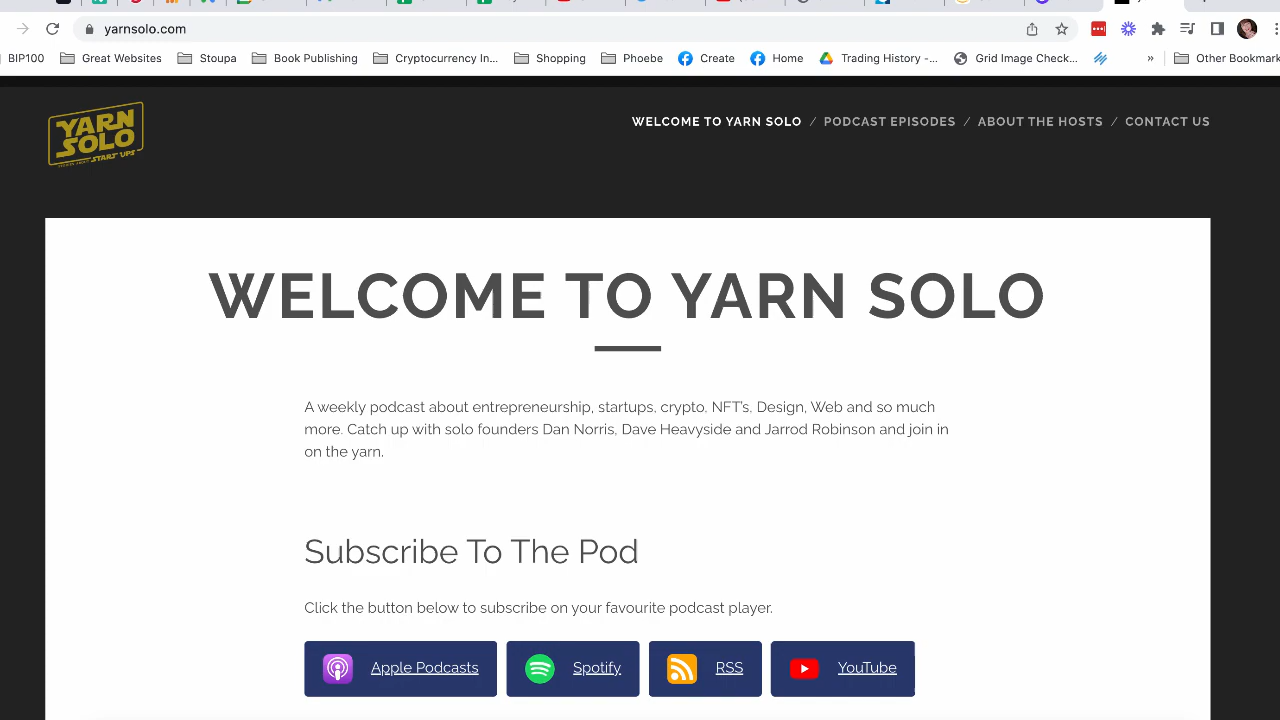 yarnsolo.com
BIP100
Great Websites
Stoupa
Book Publishing
Cryptocurrency In...
Shopping
Phoebe
Create
Home
Trading History -...
Grid Image Check...
»
Other Bookmark
YARN
SOLO
START UPS
WELCOME TO YARN SOLO / PODCAST EPISODES / ABOUT THE HOSTS / CONTACT US
WELCOME TO YARN SOLO
A weekly podcast about entrepreneurship, startups, crypto, NFT's, Design, Web and so much
more. Catch up with solo founders Dan Norris, Dave Heavyside and Jarrod Robinson and join in
on the yarn.
Subscribe To The Pod
Click the button below to subscribe on your favourite podcast player.
Apple Podcasts
Spotify
RSS
YouTube